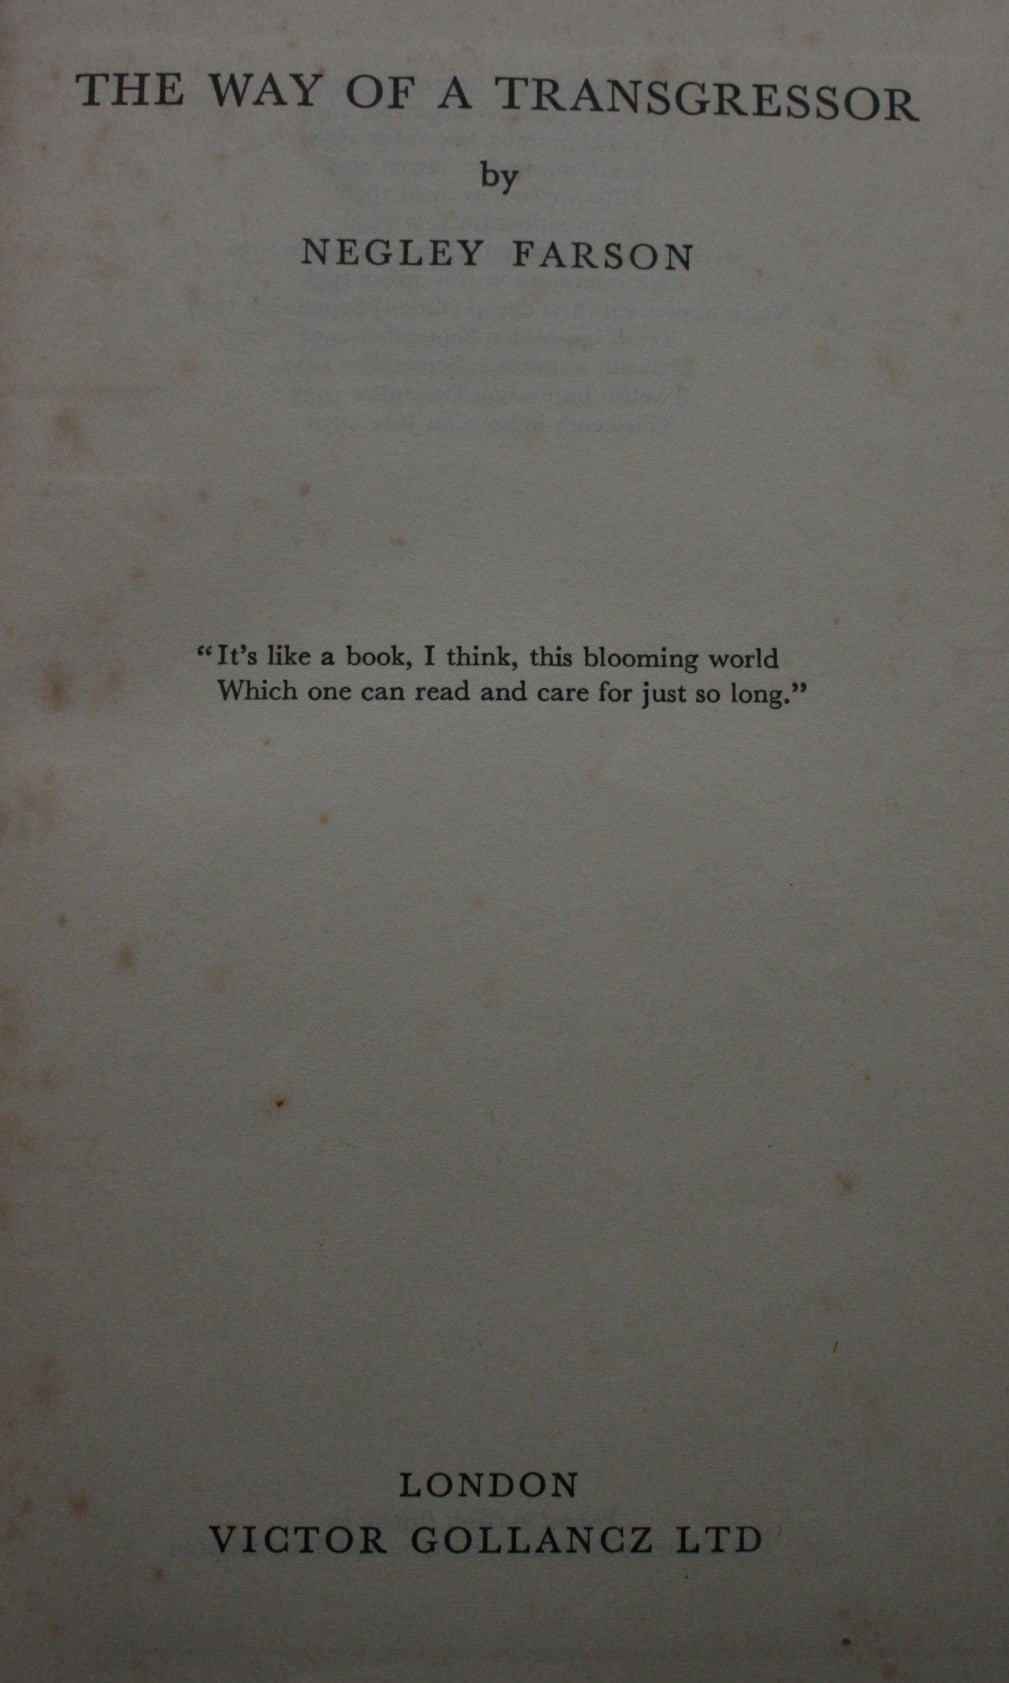 THE WAY OF A TRANSGRESSOR
by
NEGLEY FARSON
“It’s like a book, I think, this blooming world
Which one can read and care for just so long.”
LONDON
VICTOR GOLLANCZ LTD